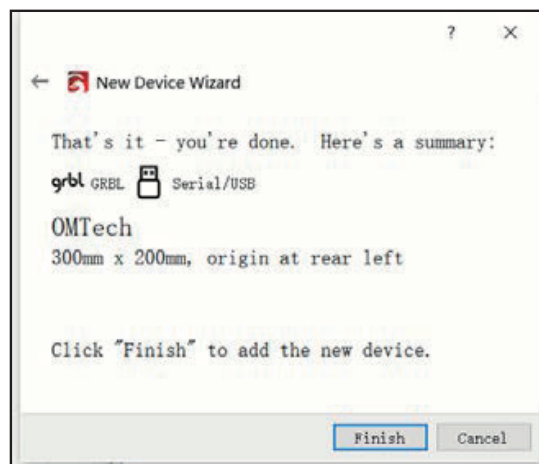 ?
New Device Wizard
That's it - you're done. Here's a summary:
grbl GRBL Serial/USB
OMTech
300mm x 200mm, origin at rear left
Click "Finish" to add the new device.
Finish Cancel